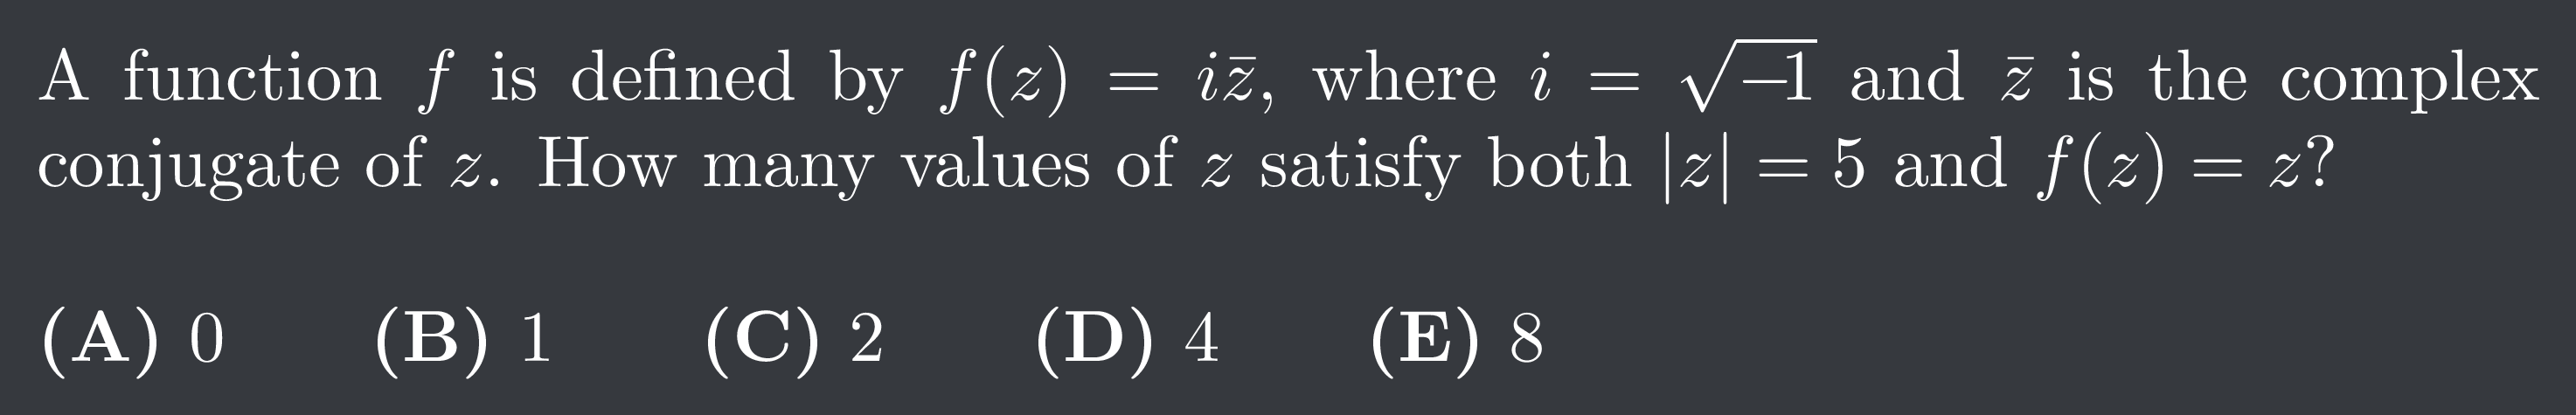 A function f is defined by f(z) = iz̄, where i = √−1 and z̄ is the complex
conjugate of z. How many values of z satisfy both |z| = 5 and f(z) = z?
(A) 0 (B) 1 (C) 2 (D) 4 (E) 8